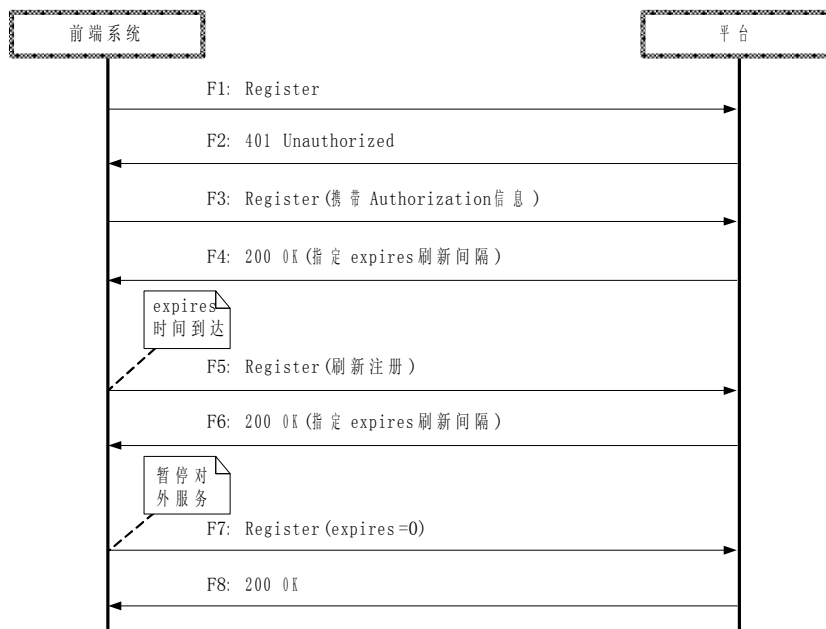 前端系统
平台
F1: Register
F2: 401 Unauthorized
F3: Register(携带Authorization信息)
F4: 200 OK(指定expires刷新间隔)
expires
时间到达
F5: Register(刷新注册)
F6: 200 OK(指定expires刷新间隔)
暂停对
外服务
F7: Register(expires=0)
F8: 200 OK